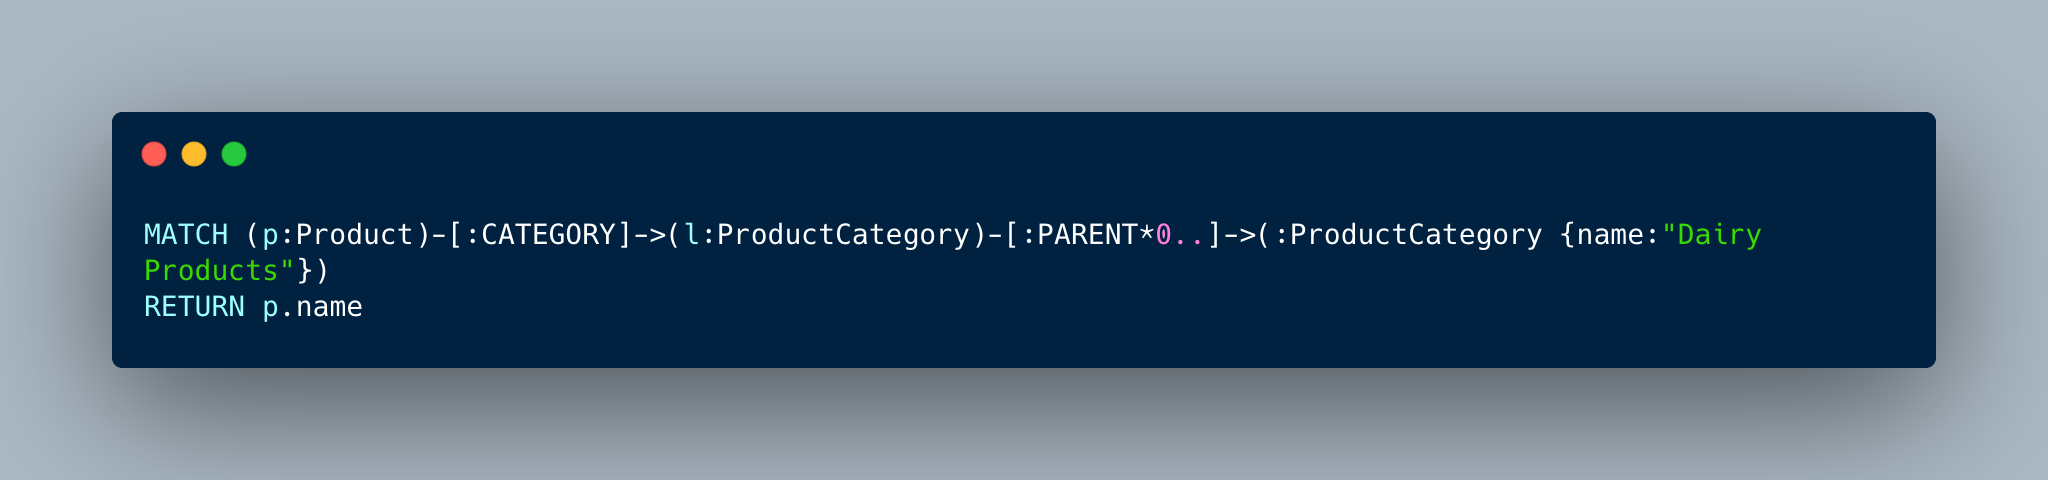 MATCH (p:Product)-[:CATEGORY]->(l:ProductCategory)-[:PARENT*0..]->(:ProductCategory {name:"Dairy
Products"})
RETURN p.name